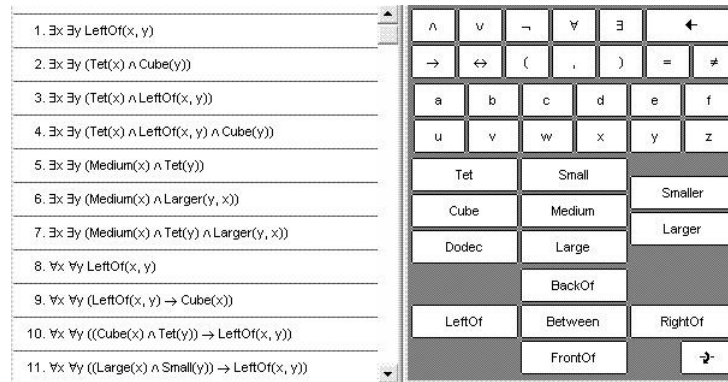 1. ∃x ∃y LeftOf(x, y)
2. ∃x ∃y (Tet(x) ∧ Cube(y))
3. ∃x ∃y (Tet(x) ∧ LeftOf(x, y))
4. ∃x ∃y (Tet(x) ∧ LeftOf(x, y) ∧ Cube(y))
5. ∃x ∃y (Medium(x) ∧ Tet(y))
6. ∃x ∃y (Medium(x) ∧ Larger(y, x))
7. ∃x ∃y (Medium(x) ∧ Tet(y) ∧ Larger(y, x))
8. ∀x ∀y LeftOf(x, y)
9. ∀x ∀y (LeftOf(x, y) → Cube(x))
10. ∀x ∀y ((Cube(x) ∧ Tet(y)) → LeftOf(x, y))
11. ∀x ∀y ((Large(x) ∧ Small(y)) → LeftOf(x, y))
∧ ∨ ¬ ∀ ∃ ←
→ ↔ ( , ) = ≠
a b c d e f
u v w x y z
Tet Small
Smaller
Cube Medium
Larger
Dodec Large
BackOf
LeftOf Between RightOf
FrontOf